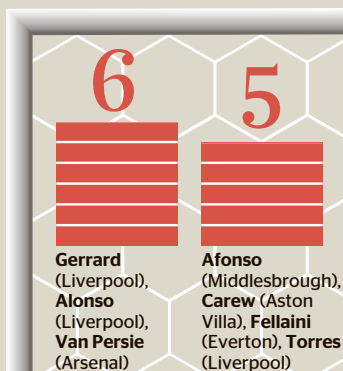 6
Gerrard
(Liverpool),
Alonso
(Liverpool),
Van Persie
(Arsenal)
5
Afonso
(Middlesbrough),
Carew (Aston
Villa), Fellaini
(Everton), Torres
(Liverpool)